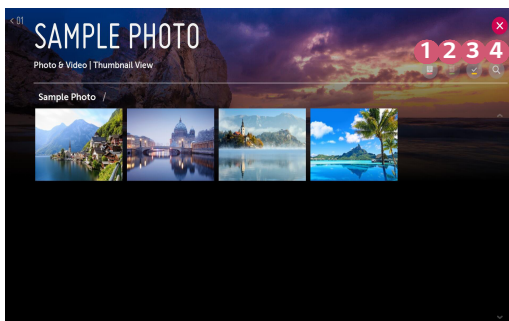 < 01
SAMPLE PHOTO
1 2 3 4
Photo & Video | Thumbnail View
Sample Photo /